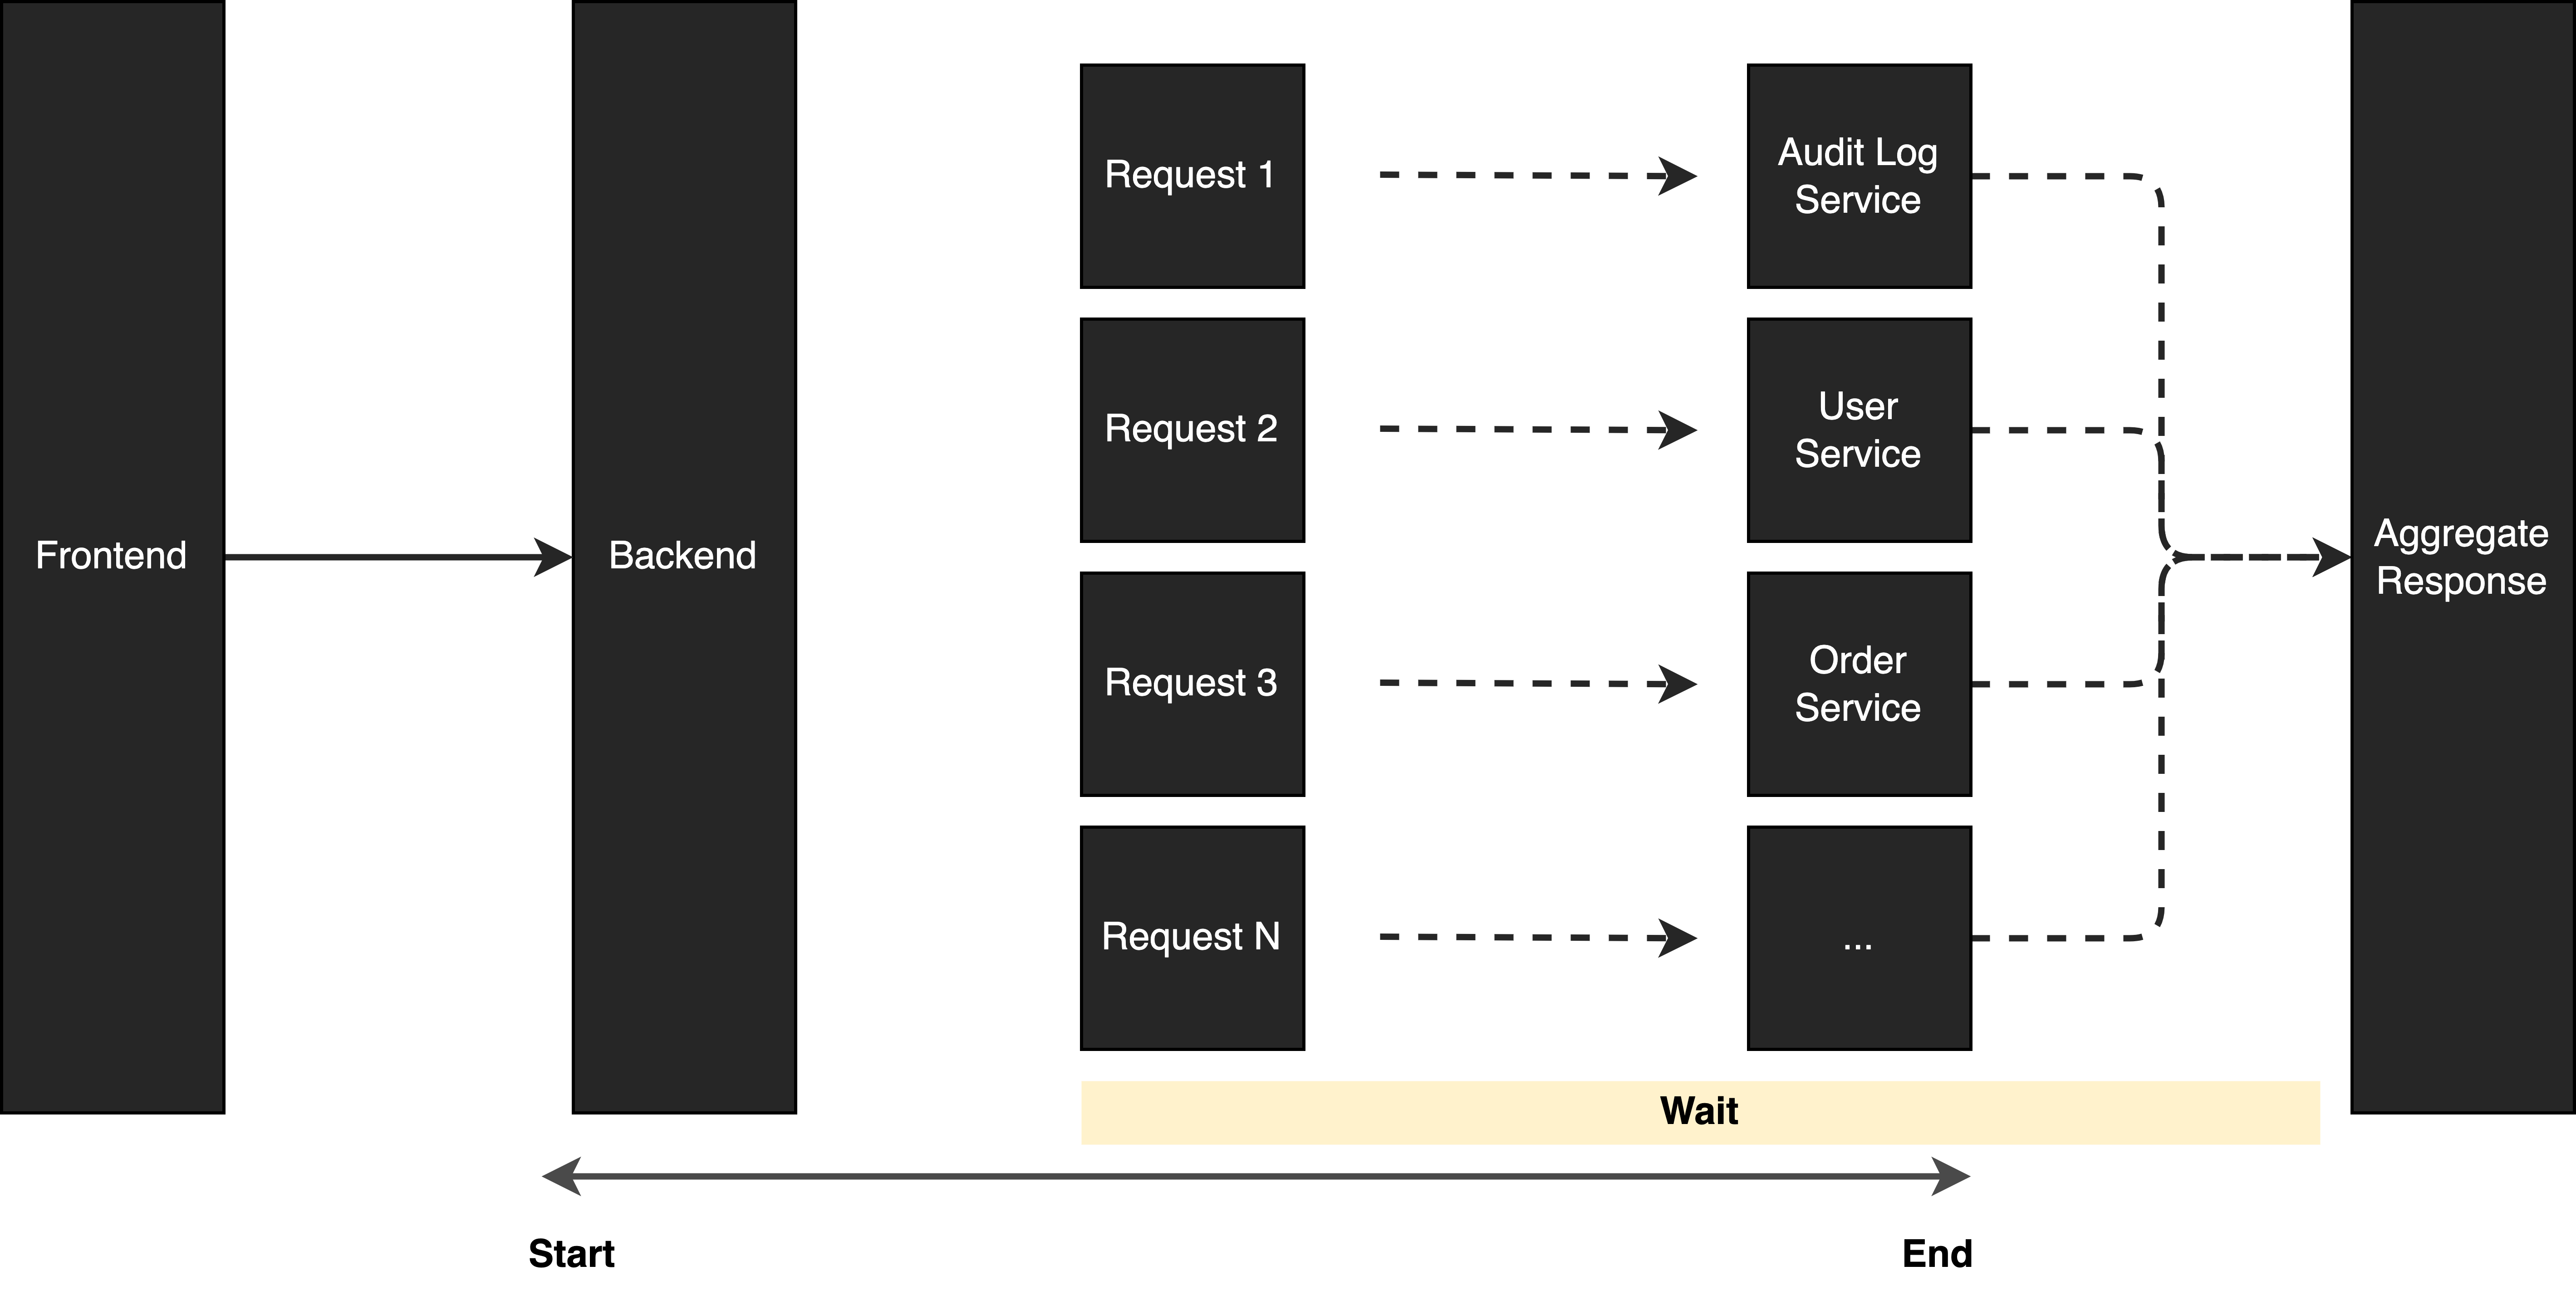 Frontend
Backend
Request 1
Audit Log
Service
Request 2
User
Service
Request 3
Order
Service
Request N
...
Aggregate
Response
Wait
Start
End